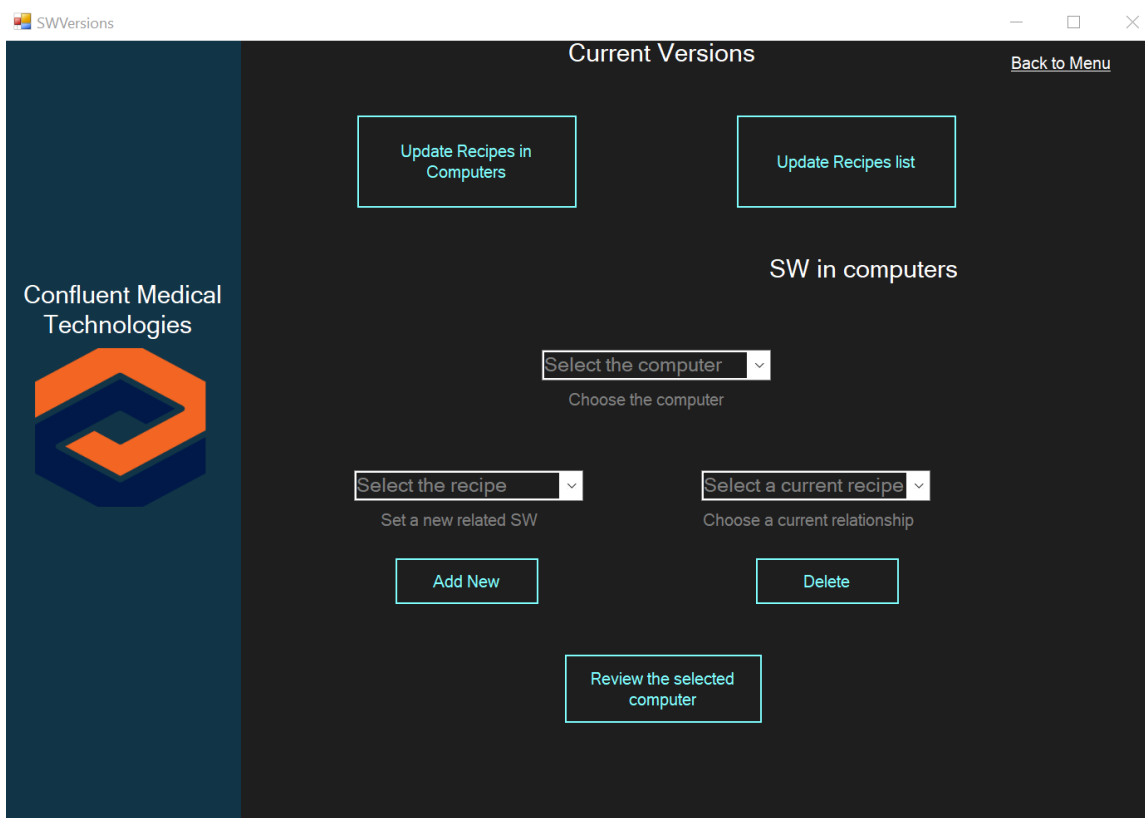 SWVersions
Current Versions
Back to Menu
Update Recipes in
Computers
Update Recipes list
SW in computers
Confluent Medical
Technologies
Select the computer
Choose the computer
Select the recipe
Select a current recipe
Set a new related SW
Choose a current relationship
Add New
Delete
Review the selected
computer